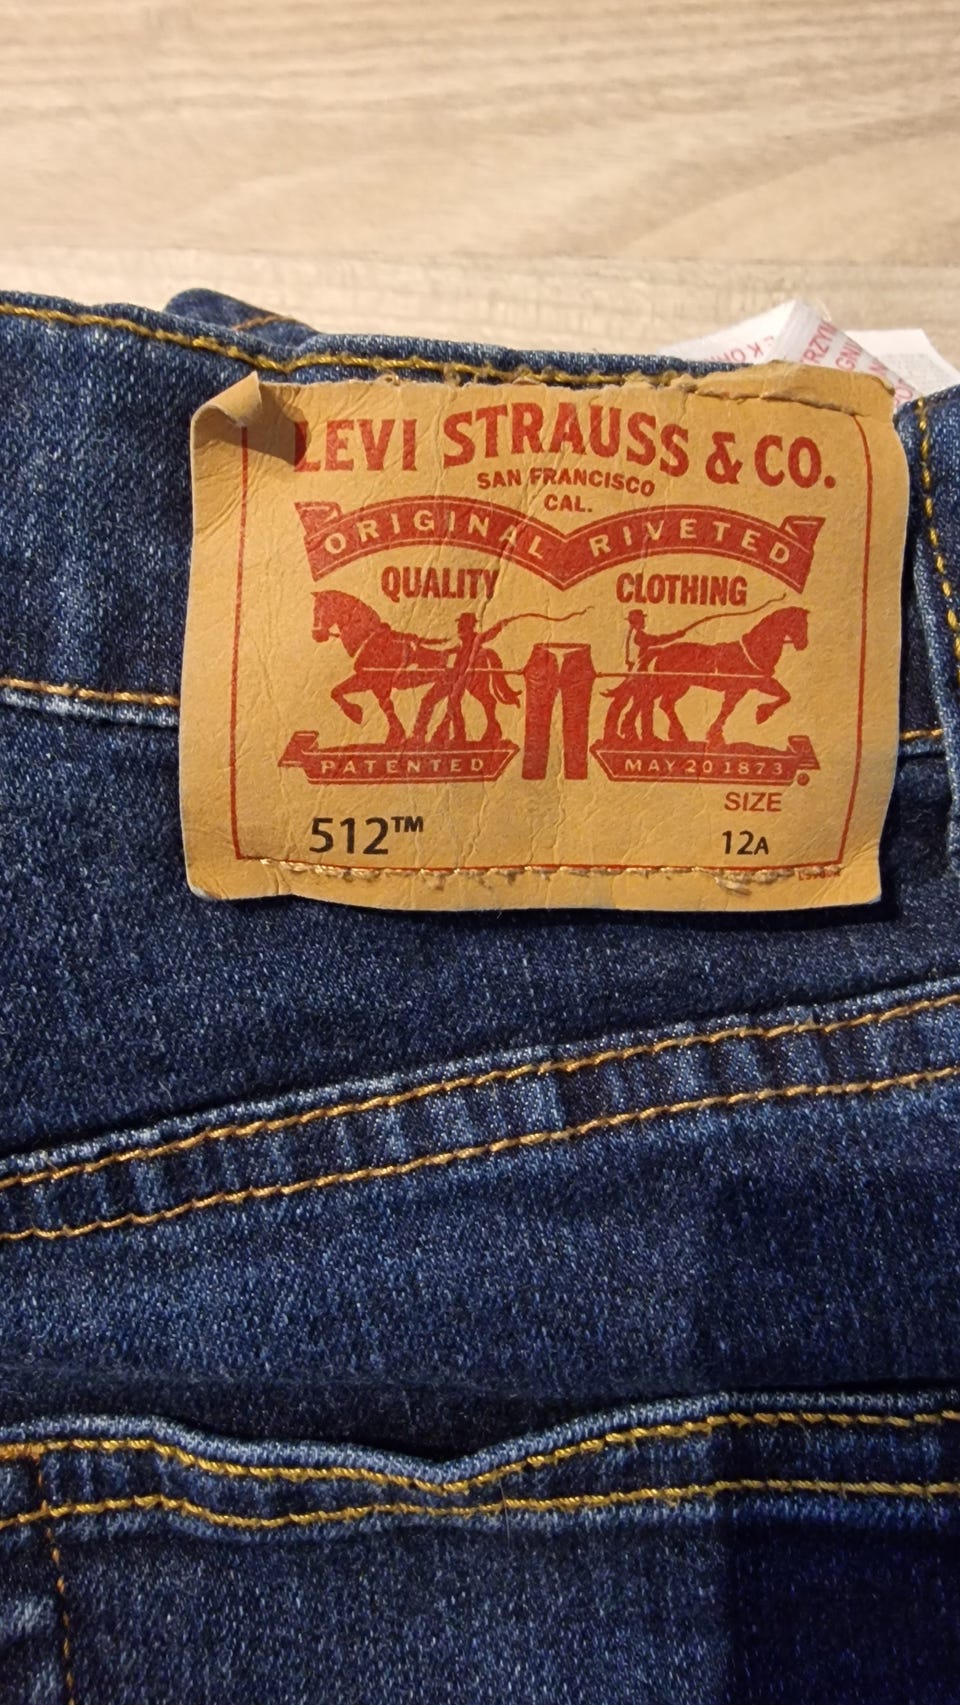 LEVI STRAUSS & CO.
SAN FRANCISCO
CAL.
ORIGINAL RIVETED
QUALITY CLOTHING
PATENTED MAY 20 1873
SIZE
512™ 12A